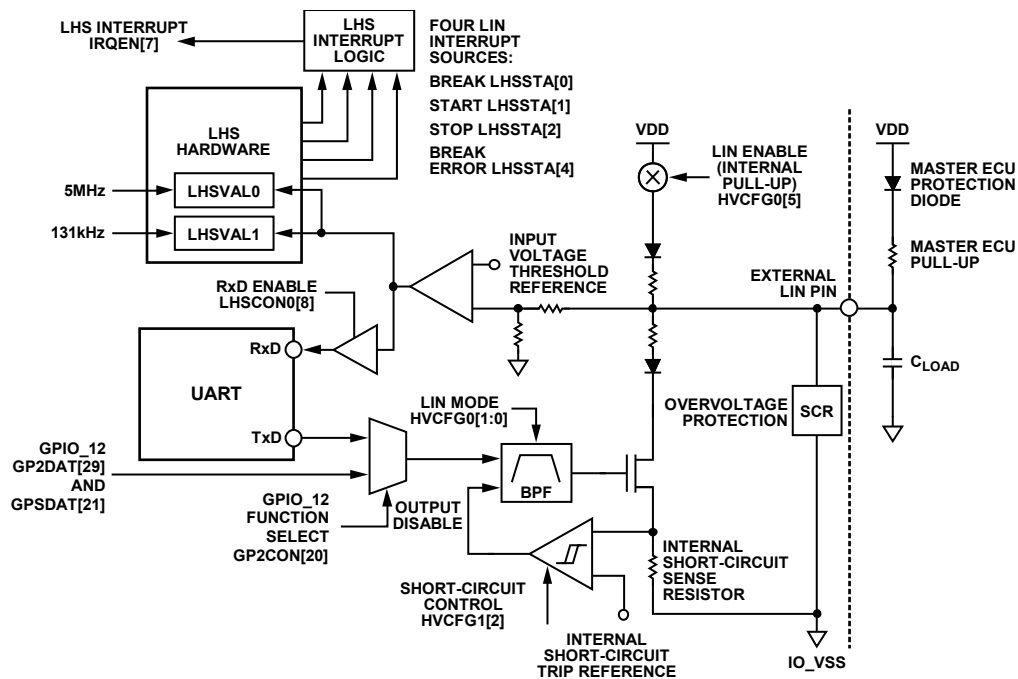 LHS INTERRUPT
IRQEN[7]
LHS
INTERRUPT
LOGIC
FOUR LIN
INTERRUPT
SOURCES:
BREAK LHSSTA[0]
START LHSSTA[1]
STOP LHSSTA[2]
BREAK
ERROR LHSSTA[4]
LHS
HARDWARE
5MHz
LHSVAL0
131kHz
LHSVAL1
VDD
LIN ENABLE
(INTERNAL
PULL-UP)
HVCFG0[5]
VDD
MASTER ECU
PROTECTION
DIODE
MASTER ECU
PULL-UP
INPUT
VOLTAGE
THRESHOLD
REFERENCE
EXTERNAL
LIN PIN
RxD ENABLE
LHSCON0[8]
RxD
UART
TxD
CLOAD
OVERVOLTAGE
PROTECTION
SCR
LIN MODE
HVCFG0[1:0]
BPF
GPIO_12
GP2DAT[29]
AND
GPSDAT[21]
GPIO_12
FUNCTION
SELECT
GP2CON[20]
OUTPUT
DISABLE
SHORT-CIRCUIT
CONTROL
HVCFG1[2]
INTERNAL
SHORT-CIRCUIT
SENSE
RESISTOR
INTERNAL
SHORT-CIRCUIT
TRIP REFERENCE
IO_VSS